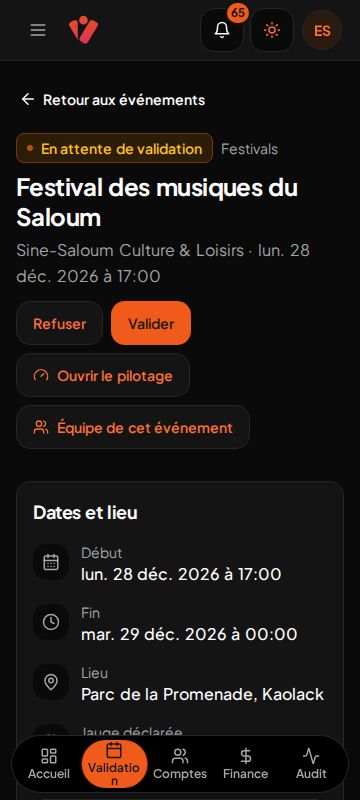 65
ES
Retour aux événements
En attente de validation
Festivals
Festival des musiques du
Saloum
Sine-Saloum Culture & Loisirs · lun. 28
déc. 2026 à 17:00
Refuser
Valider
Ouvrir le pilotage
Équipe de cet événement
Dates et lieu
Début
lun. 28 déc. 2026 à 17:00
Fin
mar. 29 déc. 2026 à 00:00
Lieu
Parc de la Promenade, Kaolack
Jauge déclarée
Accueil
Validatio
n
Comptes
Finance
Audit